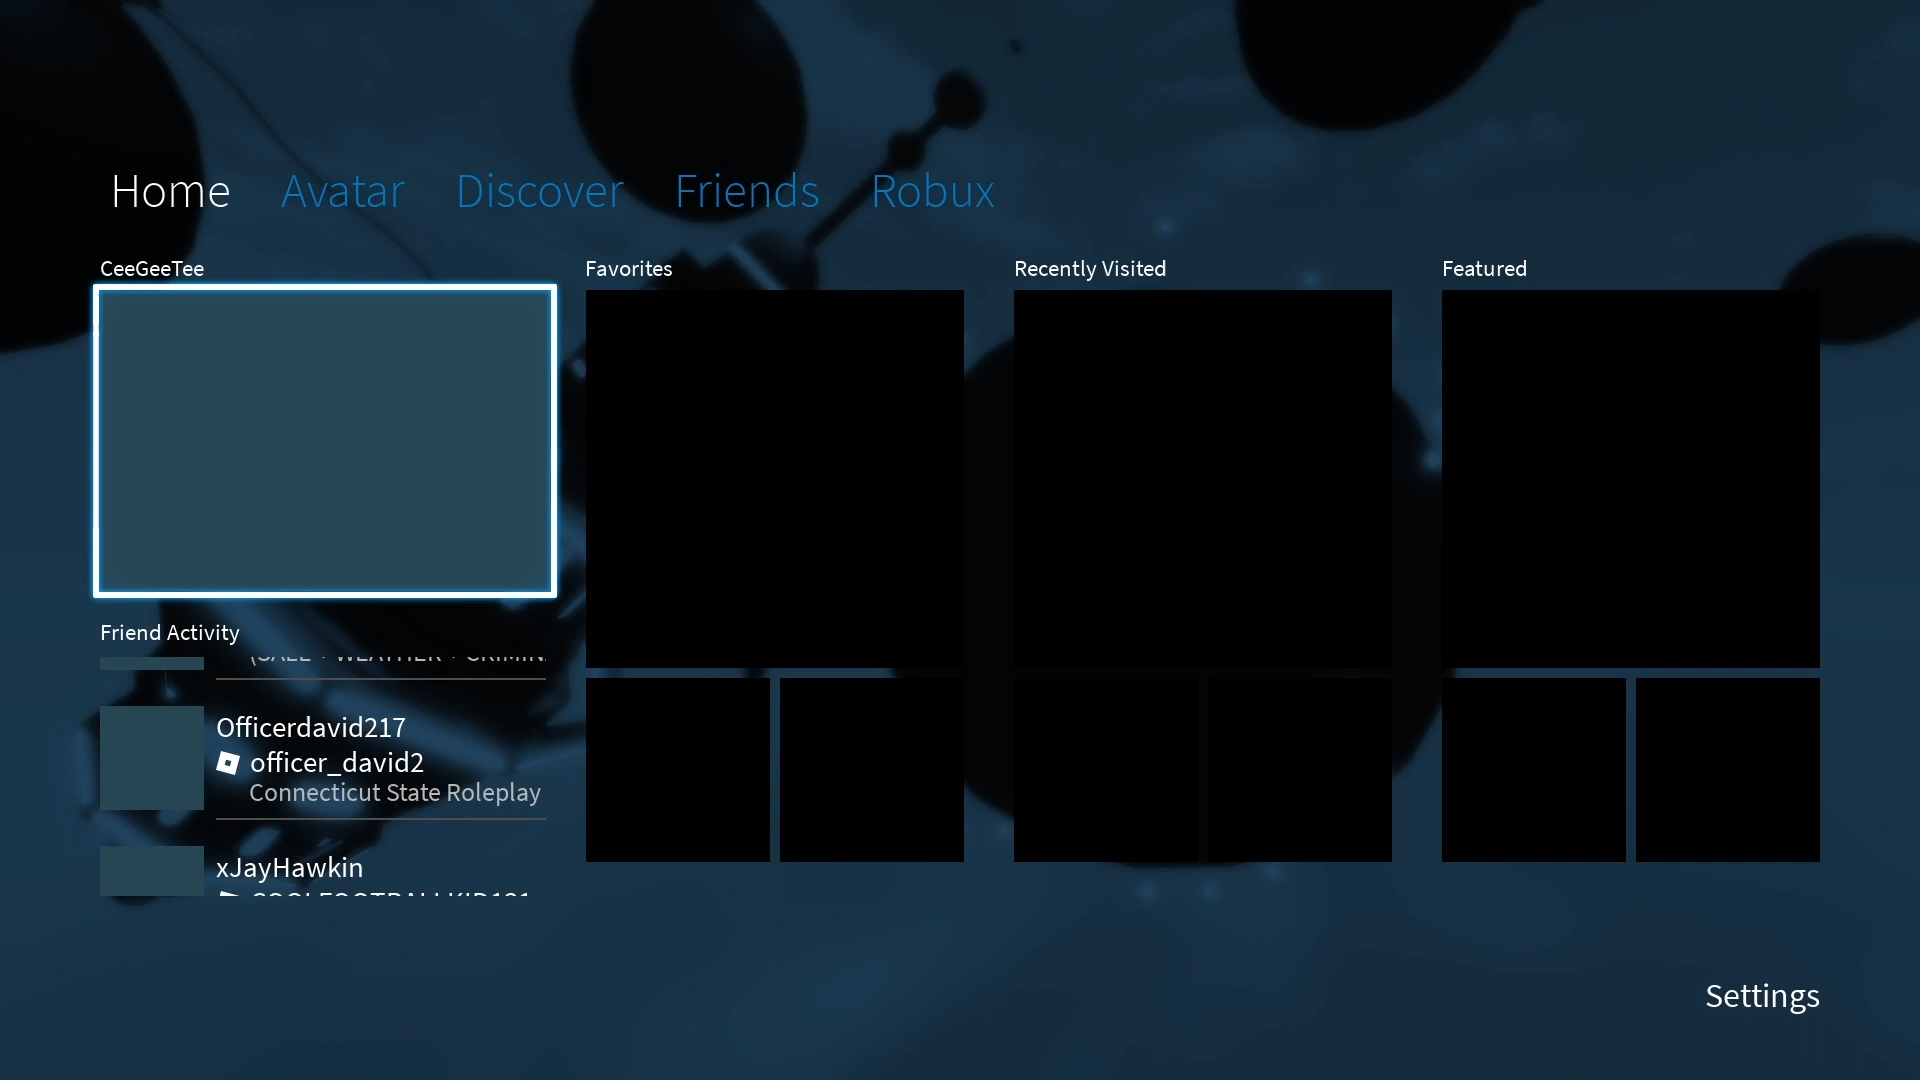 Home Avatar Discover Friends Robux
CeeGeeTee
Favorites
Recently Visited
Featured
Friend Activity
Officerdavid217
officer_david2
Connecticut State Roleplay
xJayHawkin
Settings